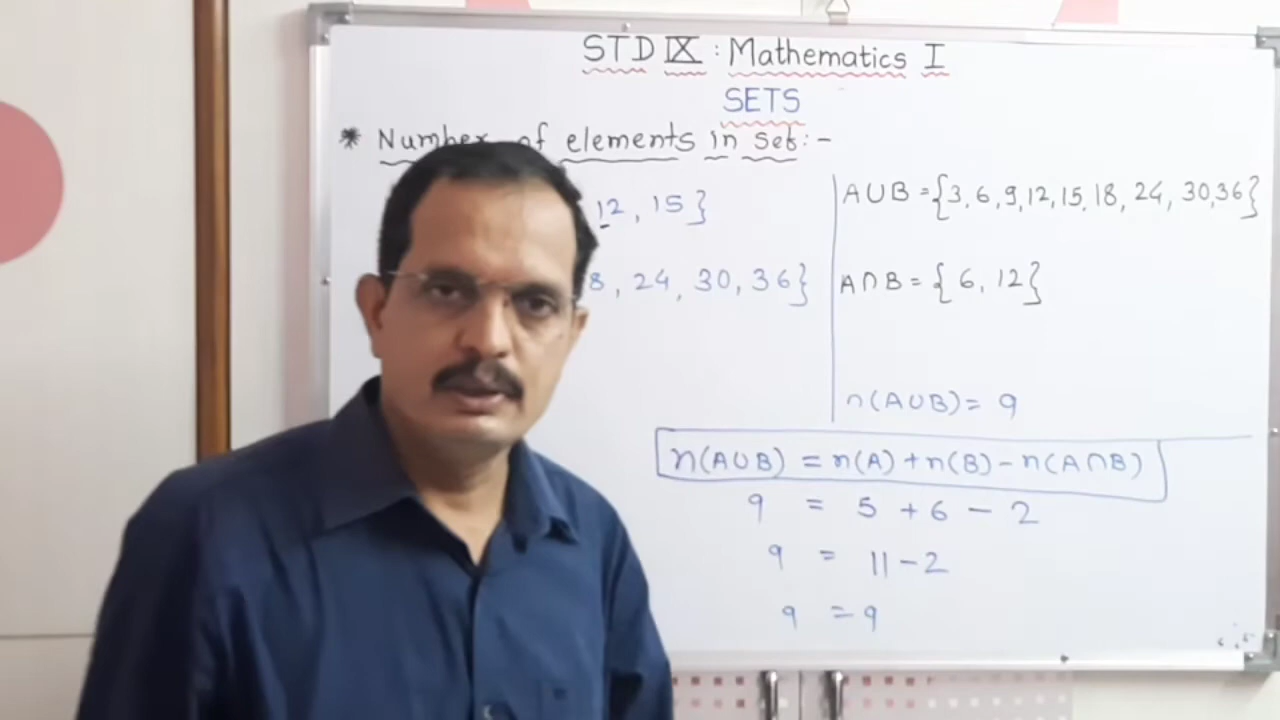 STD IX : Mathematics I
SETS
* Number of elements in set:-
12, 15}
8, 24, 30, 36}
A∪B = {3, 6, 9, 12, 15, 18, 24, 30, 36}
A∩B = { 6, 12}
n(A∪B) = 9
n(A∪B) = n(A) + n(B) - n(A∩B)
9 = 5 + 6 - 2
9 = 11 - 2
9 = 9